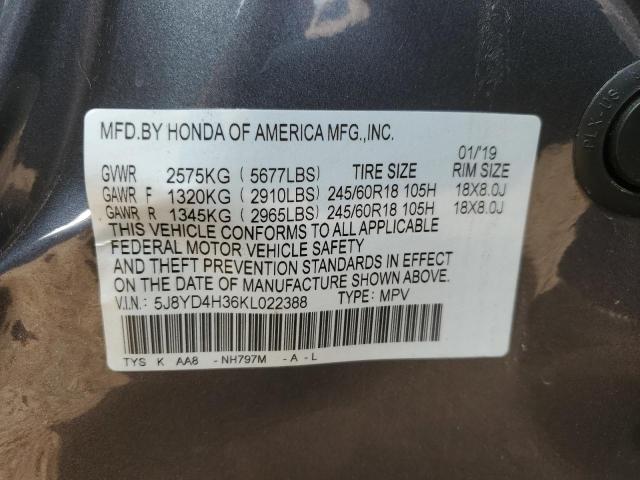 MFD.BY HONDA OF AMERICA MFG.,INC.
01/'19
GVWR 2575KG ( 5677LBS) TIRE SIZE RIM SIZE
GAWR F 1320KG ( 2910LBS) 245/60R18 105H 18X8.0J
GAWR R 1345KG ( 2965LBS) 245/60R18 105H 18X8.0J
THIS VEHICLE CONFORMS TO ALL APPLICABLE
FEDERAL MOTOR VEHICLE SAFETY
AND THEFT PREVENTION STANDARDS IN EFFECT
ON THE DATE OF MANUFACTURE SHOWN ABOVE.
V.I.N.: 5J8YD4H36KL022388 TYPE: MPV
TYS K AA8 -NH797M -A-L